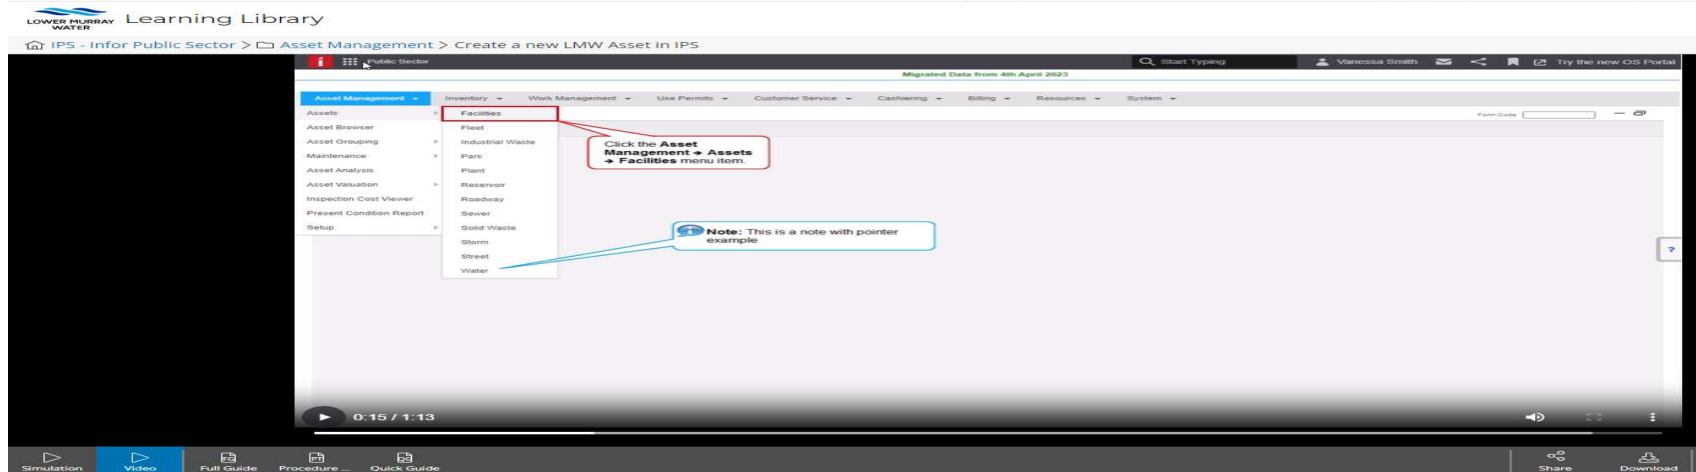 LOWER MURRAY
WATER
Learning Library
IPS - Infor Public Sector > Asset Management > Create a new LMW Asset in IPS
i Public Sector Start Typing Vanessa Smith Try the new OS Portal
Migrated Data from 4th April 2023
Asset Management Inventory Work Management Use Permits Customer Service Cashiering Billing Resources System
Assets Facilities Form Code
Asset Browser Fleet
Asset Grouping Industrial Waste
Maintenance Park
Asset Analysis Plant
Asset Valuation Reservoir
Inspection Cost Viewer Roadway
Present Condition Report Sewer
Setup Solid Waste
Storm
Street
Water
Click the Asset
Management → Assets
→ Facilities menu item.
Note: This is a note with pointer
example
?
0:15 / 1:13
Simulation Video Full Guide Procedure ... Quick Guide Share Download